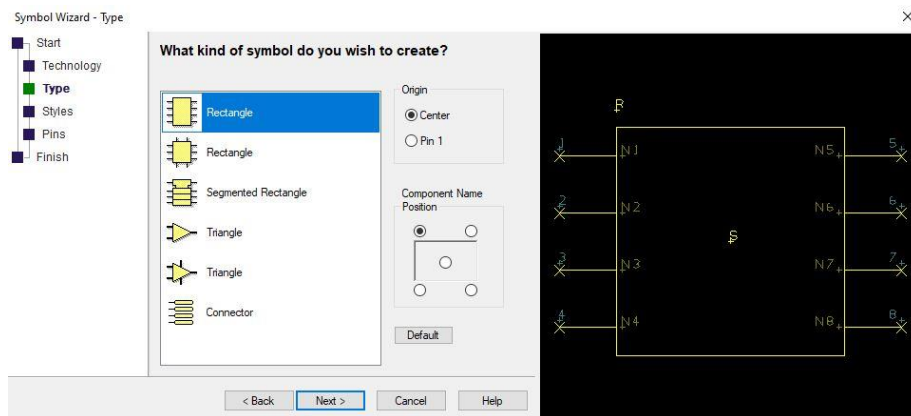 Symbol Wizard - Type
Start
Technology
Type
Styles
Pins
Finish
What kind of symbol do you wish to create?
Rectangle
Rectangle
Segmented Rectangle
Triangle
Triangle
Connector
Origin
Center
Pin 1
Component Name
Position
Default
< Back
Next >
Cancel
Help
R
1 N1 N5 5
2 N2 N6 6
S
3 N3 N7 7
4 N4 N8 8